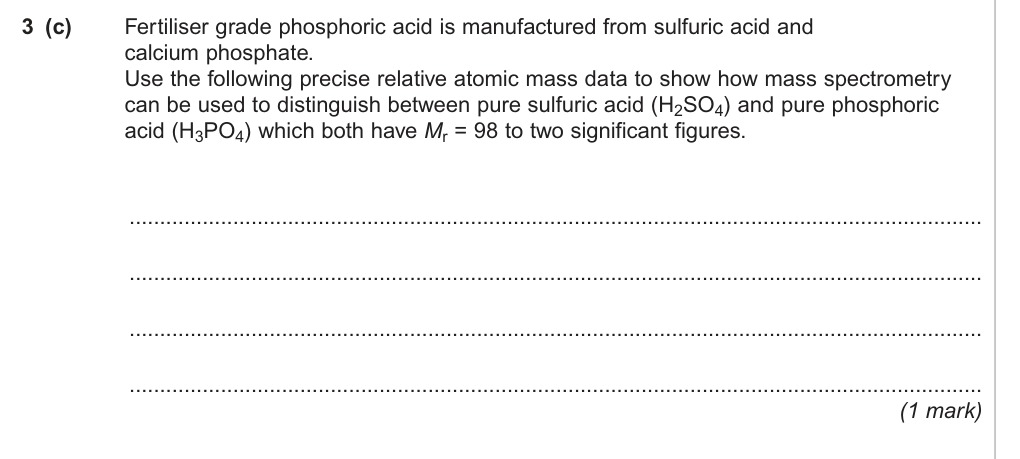 3 (c) Fertiliser grade phosphoric acid is manufactured from sulfuric acid and
calcium phosphate.
Use the following precise relative atomic mass data to show how mass spectrometry
can be used to distinguish between pure sulfuric acid (H₂SO₄) and pure phosphoric
acid (H₃PO₄) which both have Mᵣ = 98 to two significant figures.
....................................................................................................
....................................................................................................
....................................................................................................
....................................................................................................
(1 mark)